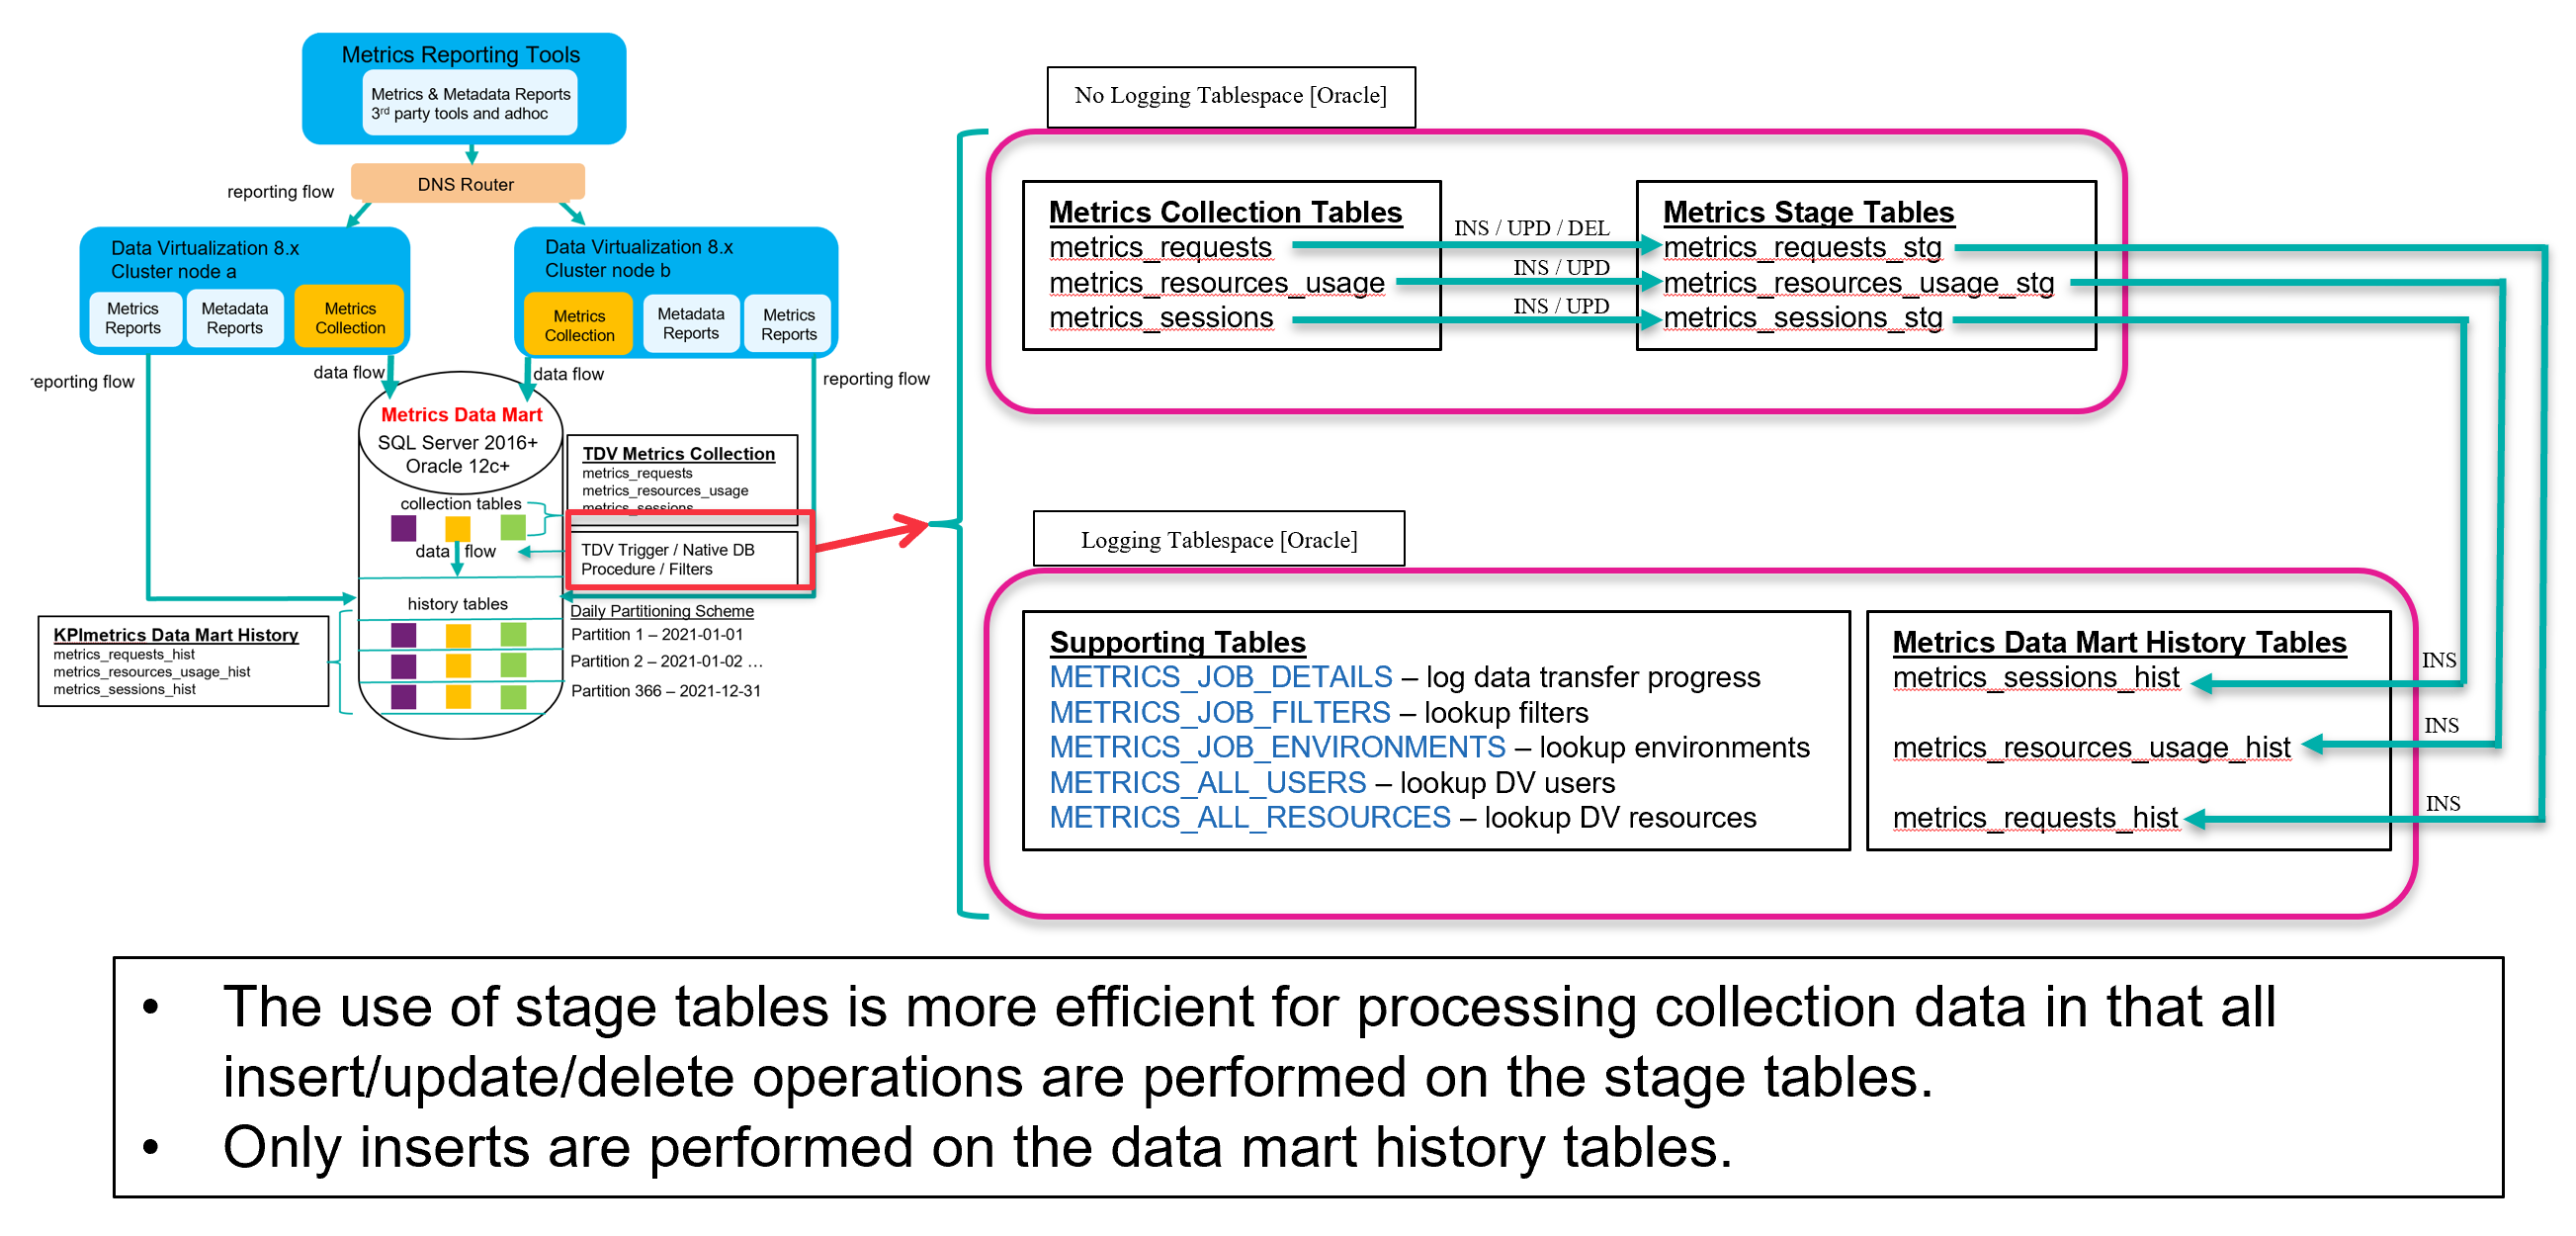 Metrics Reporting Tools
Metrics & Metadata Reports
3rd party tools and adhoc
DNS Router
reporting flow
Data Virtualization 8.x
Cluster node a
Metrics
Reports
Metadata
Reports
Metrics
Collection
Data Virtualization 8.x
Cluster node b
Metrics
Collection
Metadata
Reports
Metrics
Reports
reporting flow
data flow
data flow
reporting flow
Metrics Data Mart
SQL Server 2016+
Oracle 12c+
TDV Metrics Collection
metrics_requests
metrics_resources_usage
metrics_sessions
collection tables
data flow
TDV Trigger / Native DB
Procedure / Filters
history tables
Daily Partitioning Scheme
Partition 1 – 2021-01-01
Partition 2 – 2021-01-02 ...
Partition 366 – 2021-12-31
KPImetrics Data Mart History
metrics_requests_hist
metrics_resources_usage_hist
metrics_sessions_hist
No Logging Tablespace [Oracle]
Metrics Collection Tables
metrics_requests
metrics_resources_usage
metrics_sessions
INS / UPD / DEL
INS / UPD
INS / UPD
Metrics Stage Tables
metrics_requests_stg
metrics_resources_usage_stg
metrics_sessions_stg
Logging Tablespace [Oracle]
Supporting Tables
METRICS_JOB_DETAILS – log data transfer progress
METRICS_JOB_FILTERS – lookup filters
METRICS_JOB_ENVIRONMENTS – lookup environments
METRICS_ALL_USERS – lookup DV users
METRICS_ALL_RESOURCES – lookup DV resources
Metrics Data Mart History Tables
metrics_sessions_hist
metrics_resources_usage_hist
metrics_requests_hist
INS
INS
INS
• The use of stage tables is more efficient for processing collection data in that all
insert/update/delete operations are performed on the stage tables.
• Only inserts are performed on the data mart history tables.